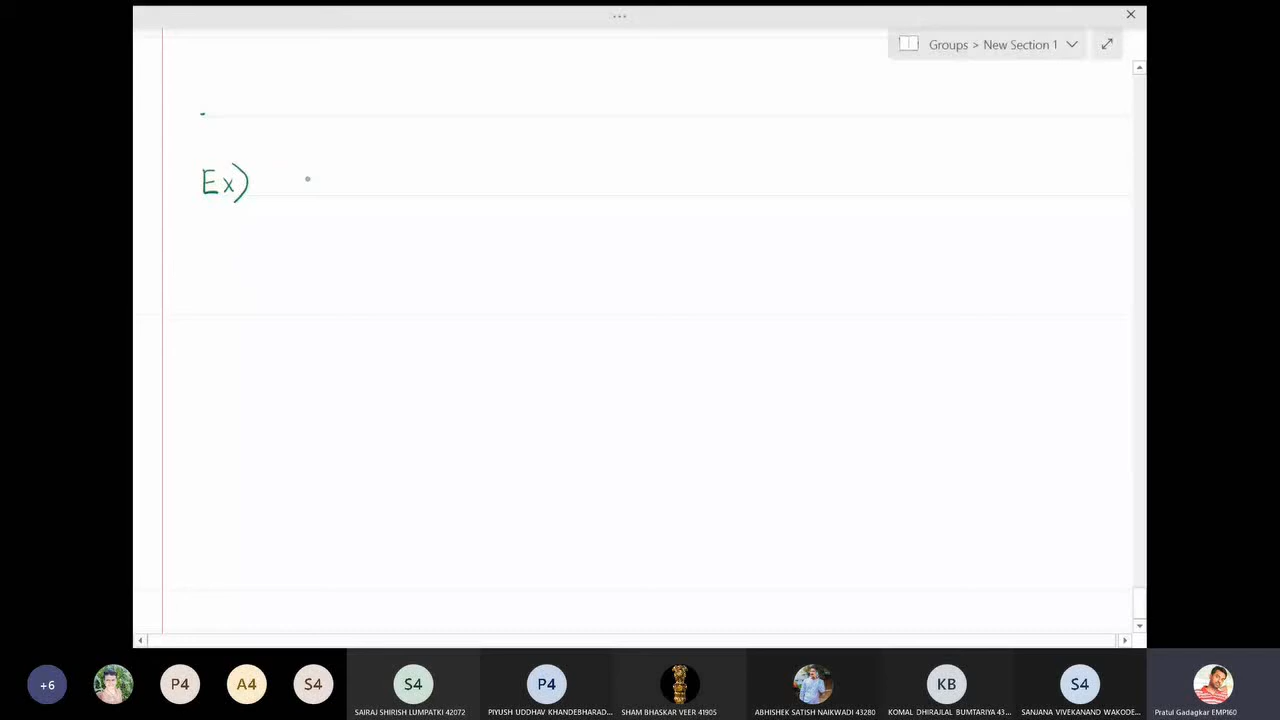 ...
Groups > New Section 1
Ex)
+6
P4
A4
S4
S4
SAIRAJ SHIRISH LUMPATKI 42072
P4
PIYUSH UDDHAV KHANDEBHARAD...
SHAM BHASKAR VEER 41905
ABHISHEK SATISH NAIKWADI 43280
KB
KOMAL DHIRAJLAL BUMTARIYA 43...
S4
SANJANA VIVEKANAND WAKODE...
Pratul Gadagkar EMP160